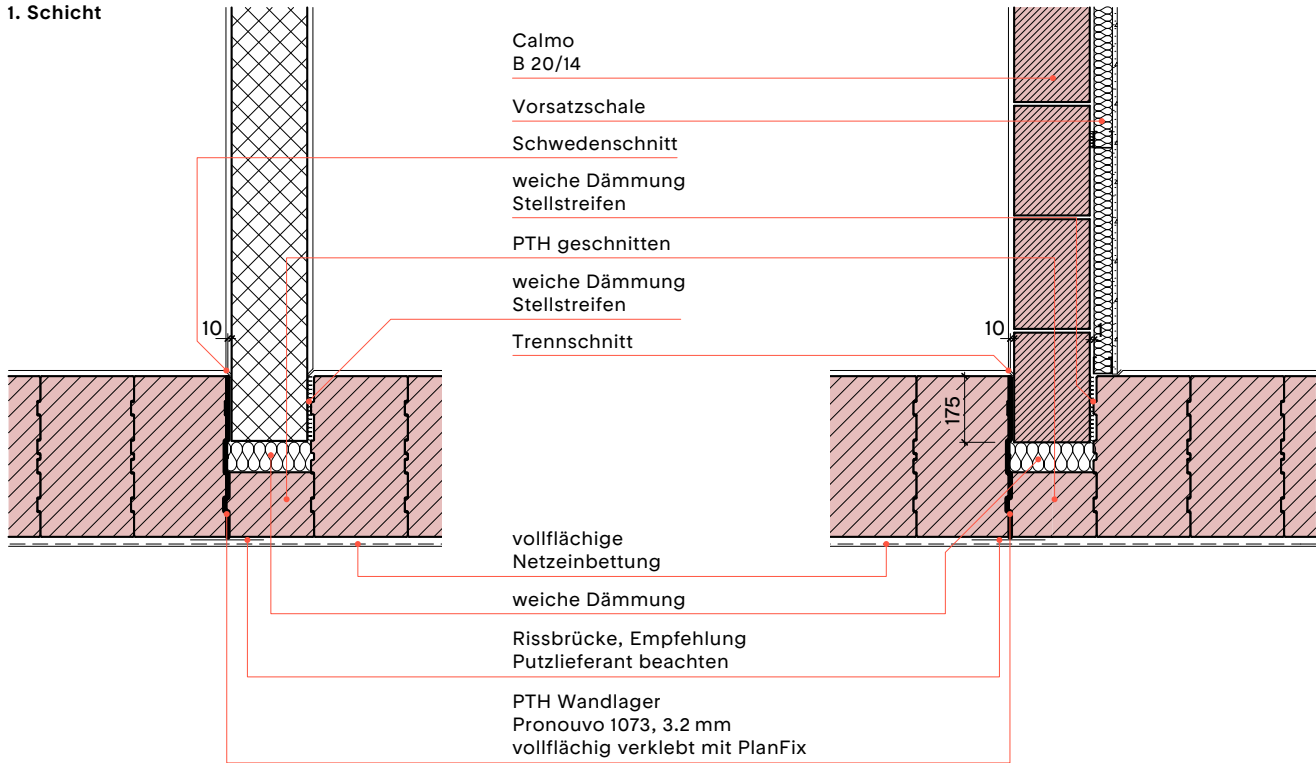 1. Schicht
Calmo
B 20/14
Vorsatzschale
Schwedenschnitt
weiche Dämmung
Stellstreifen
PTH geschnitten
weiche Dämmung
Stellstreifen
Trennschnitt
10
10
1
175
vollflächige
Netzeinbettung
weiche Dämmung
Rissbrücke, Empfehlung
Putzlieferant beachten
PTH Wandlager
Pronouvo 1073, 3.2 mm
vollflächig verklebt mit PlanFix